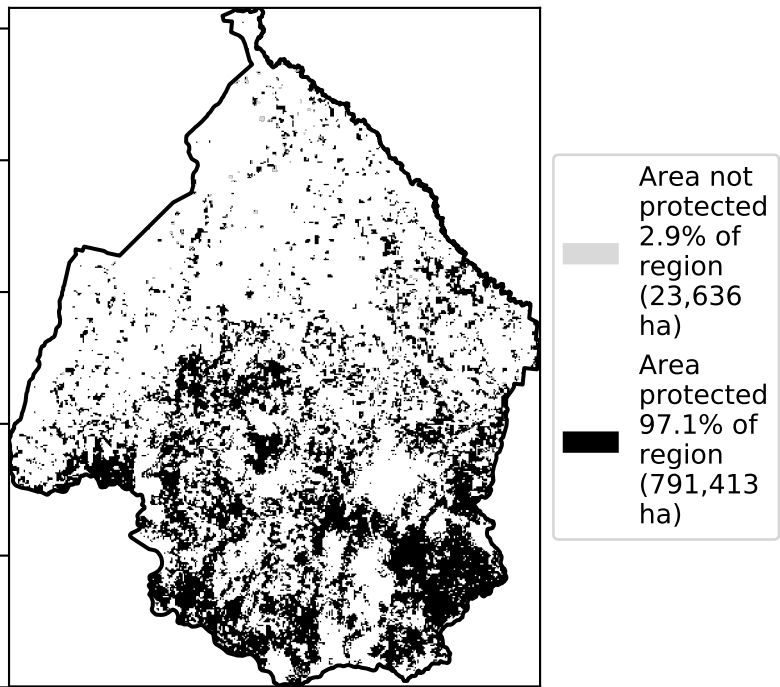 Area not
protected
2.9% of
region
(23,636
ha)
Area
protected
97.1% of
region
(791,413
ha)